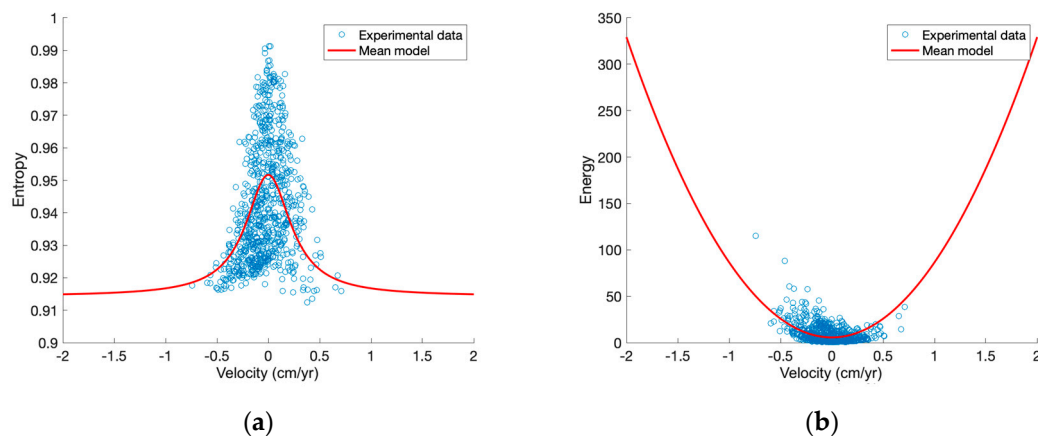 1
0.99
0.98
0.97
0.96
0.95
0.94
0.93
0.92
0.91
0.9
Entropy
Experimental data
Mean model
-2 -1.5 -1 -0.5 0 0.5 1 1.5 2
Velocity (cm/yr)
(a)
350
300
250
200
150
100
50
0
Energy
Experimental data
Mean model
-2 -1.5 -1 -0.5 0 0.5 1 1.5 2
Velocity (cm/yr)
(b)